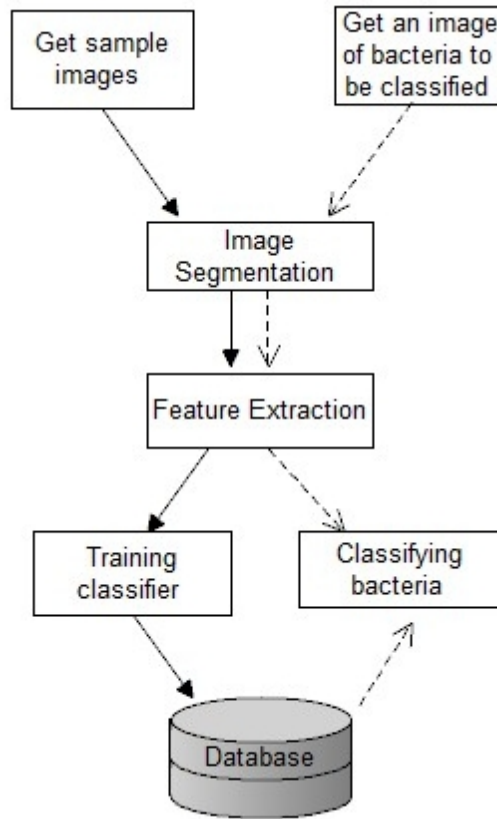 Get sample
images
Get an image
of bacteria to
be classified
Image
Segmentation
Feature Extraction
Training
classifier
Classifying
bacteria
Database